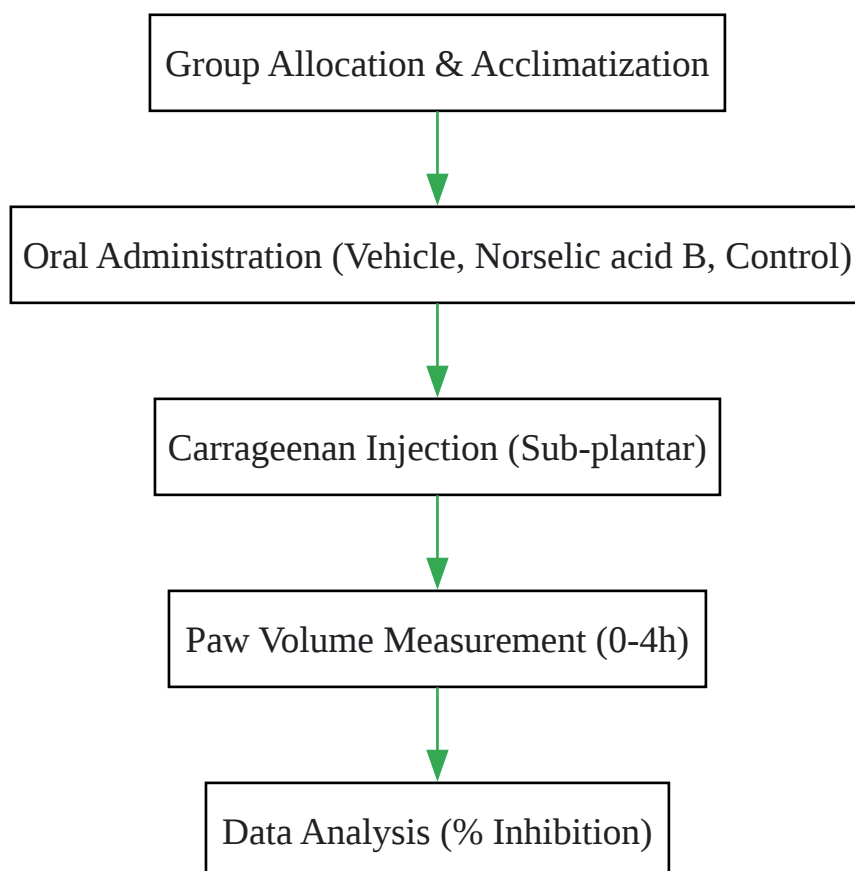 Group Allocation & Acclimatization
Oral Administration (Vehicle, Norselic acid B, Control)
Carrageenan Injection (Sub-plantar)
Paw Volume Measurement (0-4h)
Data Analysis (% Inhibition)